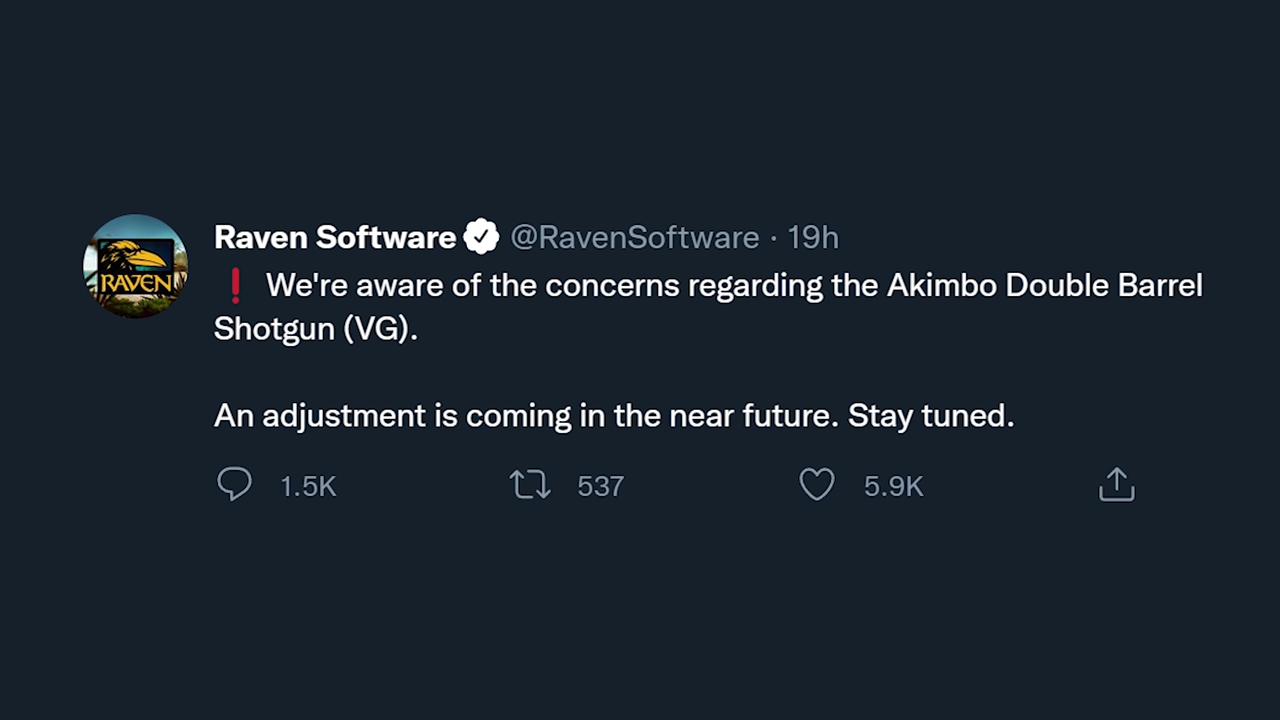 Raven Software @RavenSoftware · 19h
❗ We're aware of the concerns regarding the Akimbo Double Barrel
Shotgun (VG).
An adjustment is coming in the near future. Stay tuned.
1.5K 537 5.9K
RAVEN